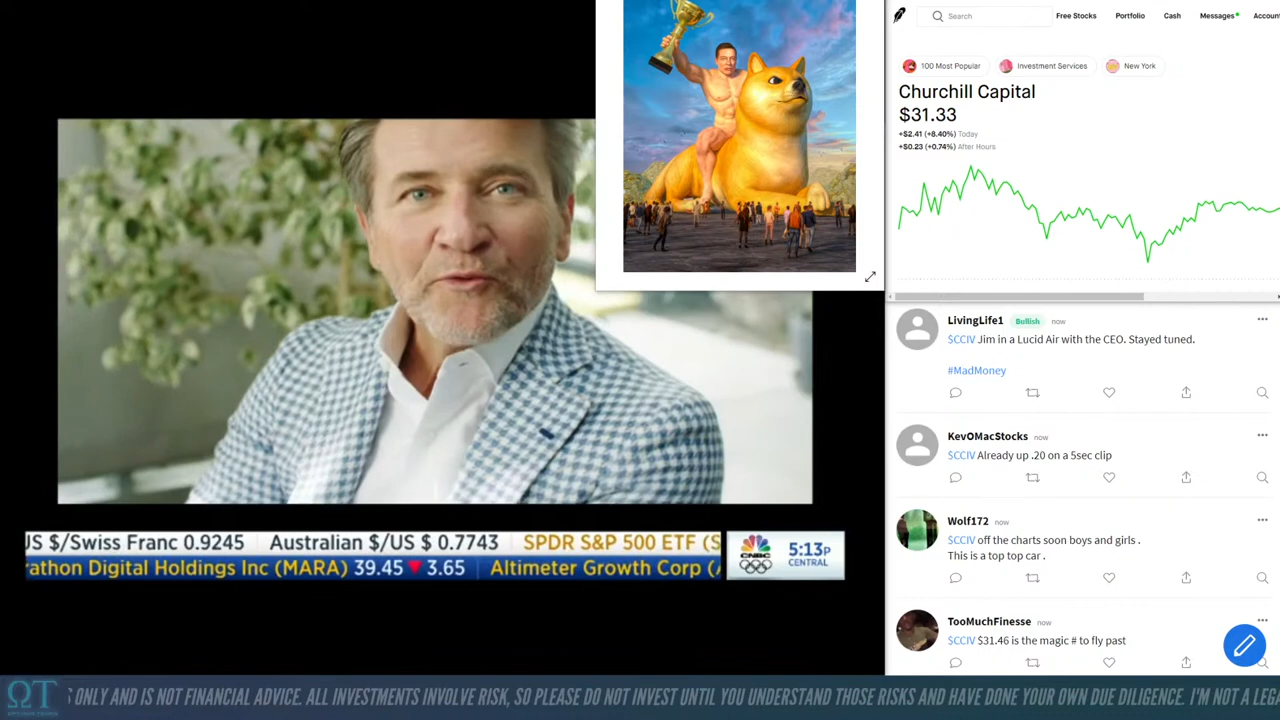 Search
Free Stocks
Portfolio
Cash
Messages
Accoun
100 Most Popular
Investment Services
New York
Churchill Capital
$31.33
+$2.41 (+8.40%) Today
+$0.23 (+0.74%) After Hours
LivingLife1 Bullish now
$CCIV Jim in a Lucid Air with the CEO. Stayed tuned.
#MadMoney
KevOMacStocks now
$CCIV Already up .20 on a 5sec clip
Wolf172 now
$CCIV off the charts soon boys and girls .
This is a top top car .
TooMuchFinesse now
$CCIV $31.46 is the magic # to fly past
US $/Swiss Franc 0.9245 Australian $/US $ 0.7743 SPDR S&P 500 ETF (S
rathon Digital Holdings Inc (MARA) 39.45 ▼ 3.65 Altimeter Growth Corp (A
CNBC
5:13P
CENTRAL
ΩT
S ONLY AND IS NOT FINANCIAL ADVICE. ALL INVESTMENTS INVOLVE RISK, SO PLEASE DO NOT INVEST UNTIL YOU UNDERSTAND THOSE RISKS AND HAVE DONE YOUR OWN DUE DILIGENCE. I'M NOT A LEGA